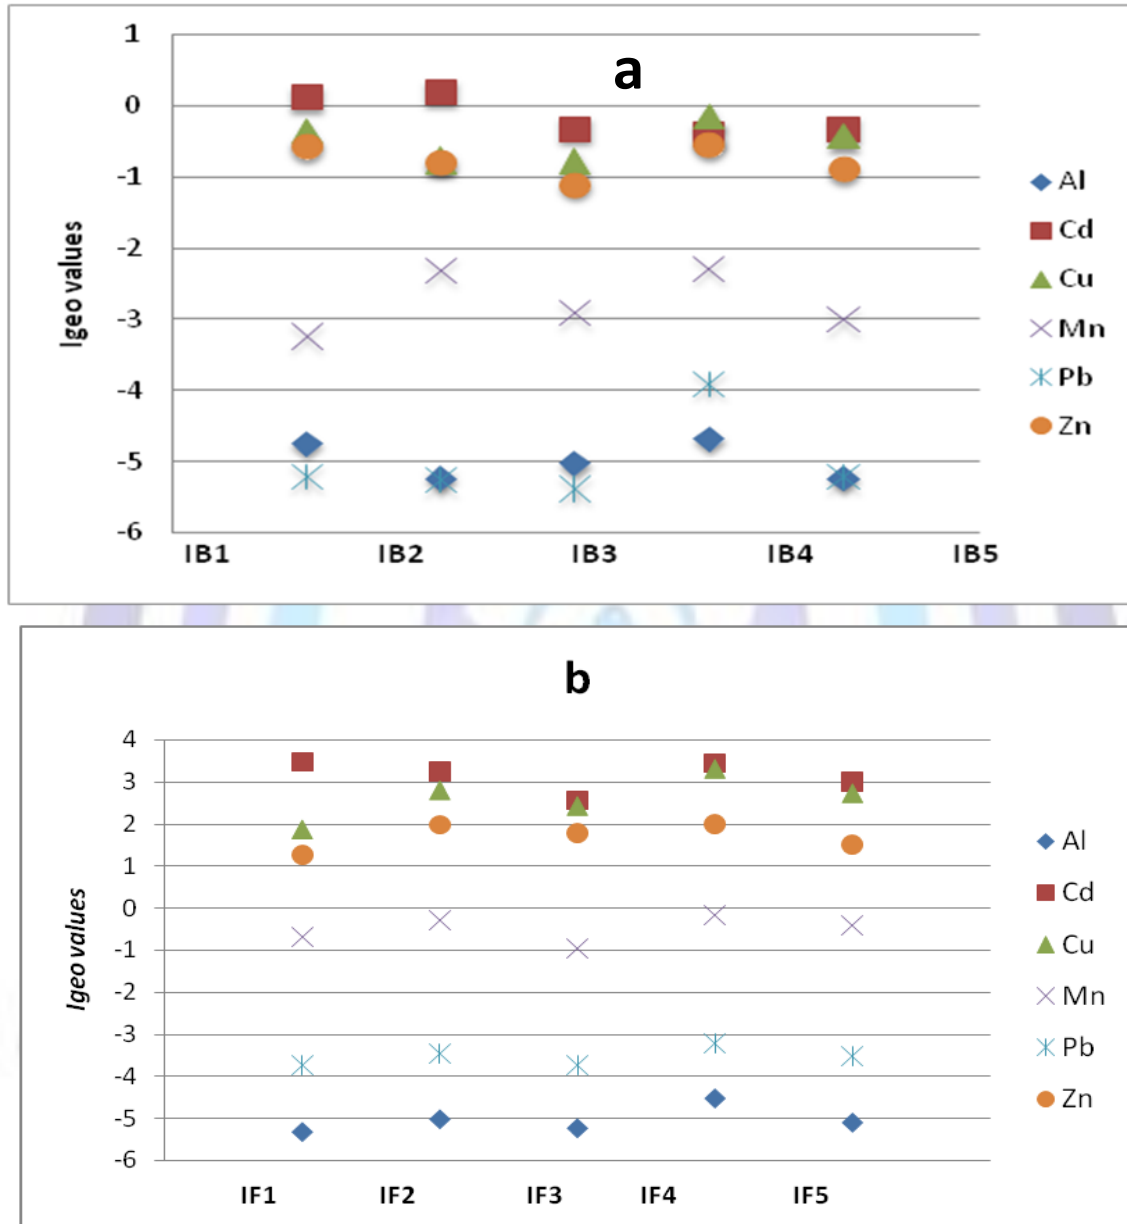 a
1
0
-1
-2
-3
-4
-5
-6
Igeo values
IB1 IB2 IB3 IB4 IB5
Al
Cd
Cu
Mn
Pb
Zn
b
4
3
2
1
0
-1
-2
-3
-4
-5
-6
Igeo values
IF1 IF2 IF3 IF4 IF5
Al
Cd
Cu
Mn
Pb
Zn